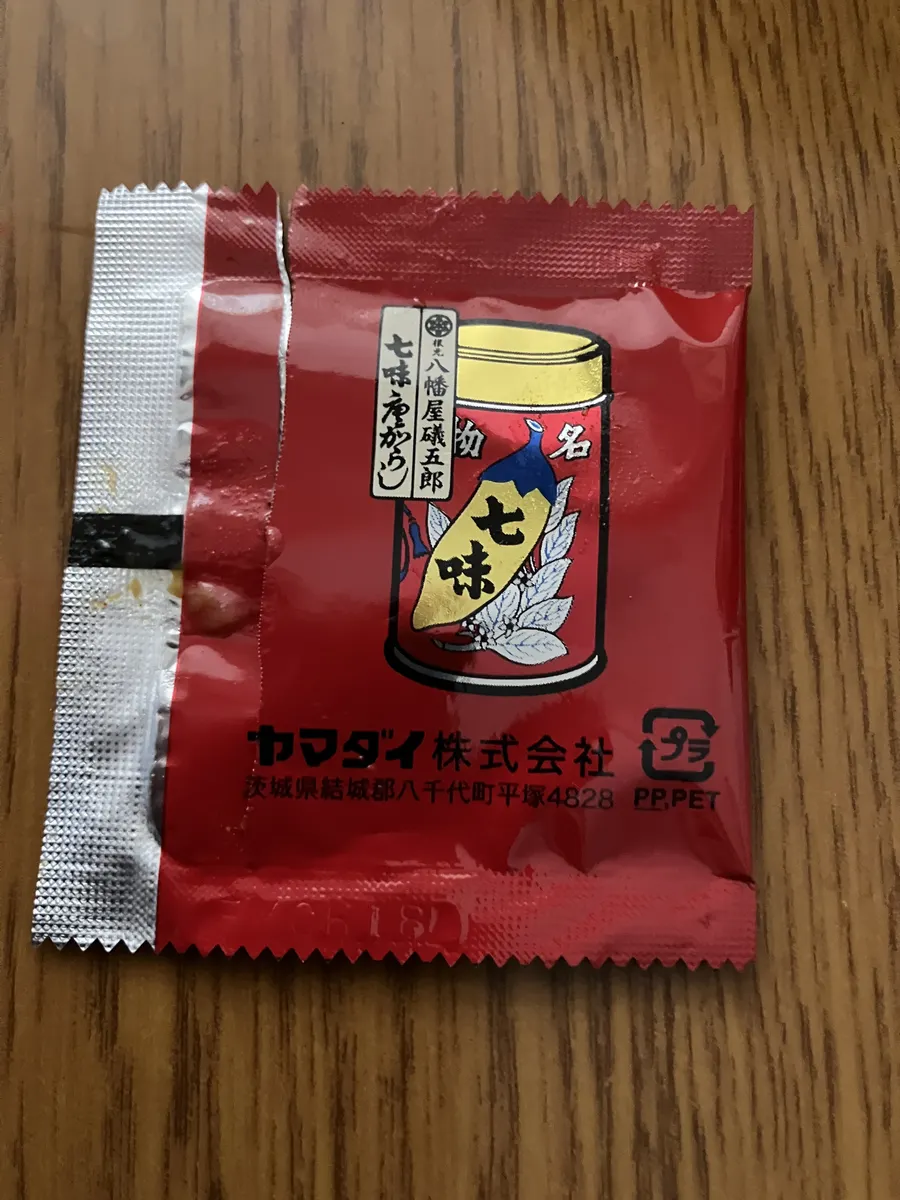 根元 八幡屋礒五郎
七味唐がらし
名物
七味
ヤマダイ株式会社
プラ
茨城県結城郡八千代町平塚4828
PP,PET